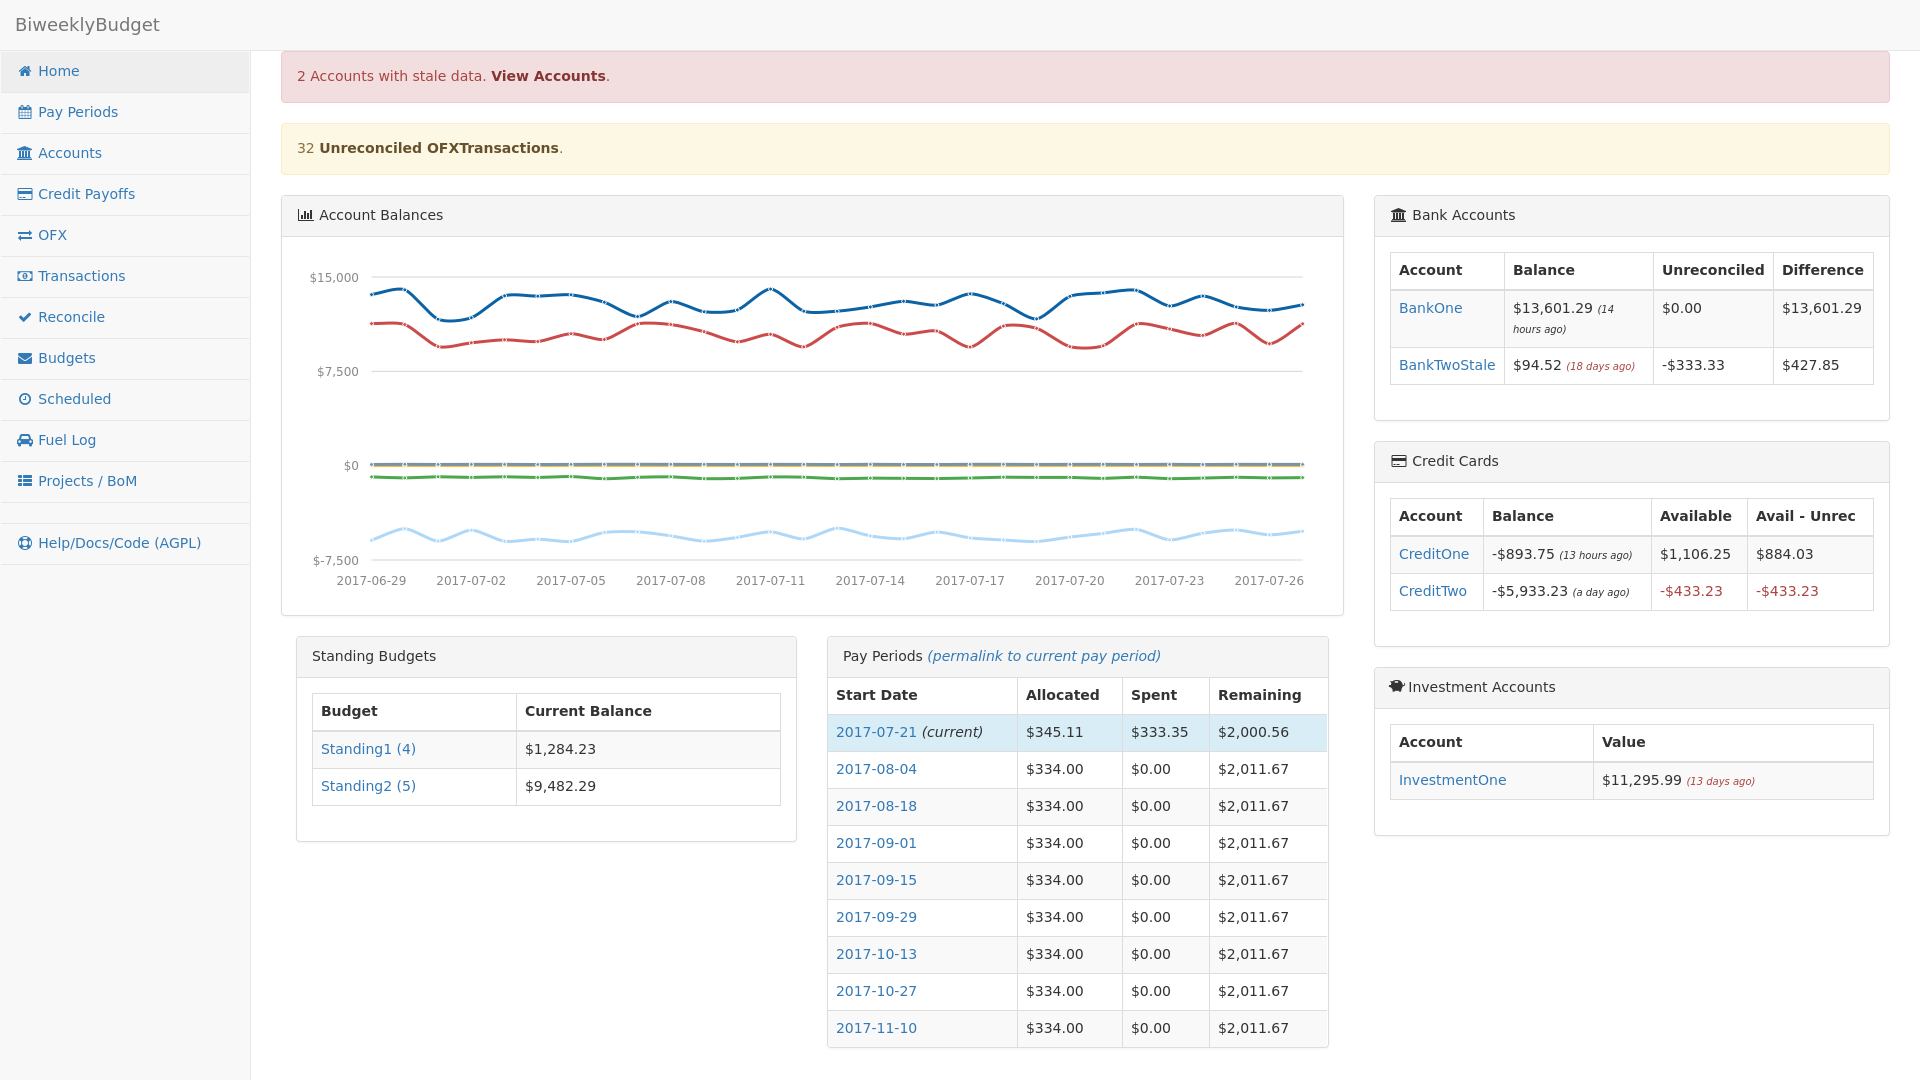 BiweeklyBudget
Home
Pay Periods
Accounts
Credit Payoffs
OFX
Transactions
Reconcile
Budgets
Scheduled
Fuel Log
Projects / BoM
Help/Docs/Code (AGPL)
2 Accounts with stale data. View Accounts.
32 Unreconciled OFXTransactions.
Account Balances
$15,000
$7,500
$0
$-7,500
2017-06-29 2017-07-02 2017-07-05 2017-07-08 2017-07-11 2017-07-14 2017-07-17 2017-07-20 2017-07-23 2017-07-26
Standing Budgets
Budget Current Balance
Standing1 (4) $1,284.23
Standing2 (5) $9,482.29
Pay Periods (permalink to current pay period)
Start Date Allocated Spent Remaining
2017-07-21 (current) $345.11 $333.35 $2,000.56
2017-08-04 $334.00 $0.00 $2,011.67
2017-08-18 $334.00 $0.00 $2,011.67
2017-09-01 $334.00 $0.00 $2,011.67
2017-09-15 $334.00 $0.00 $2,011.67
2017-09-29 $334.00 $0.00 $2,011.67
2017-10-13 $334.00 $0.00 $2,011.67
2017-10-27 $334.00 $0.00 $2,011.67
2017-11-10 $334.00 $0.00 $2,011.67
Bank Accounts
Account Balance Unreconciled Difference
BankOne $13,601.29 (14 $0.00 $13,601.29
hours ago)
BankTwoStale $94.52 (18 days ago) -$333.33 $427.85
Credit Cards
Account Balance Available Avail - Unrec
CreditOne -$893.75 (13 hours ago) $1,106.25 $884.03
CreditTwo -$5,933.23 (a day ago) -$433.23 -$433.23
Investment Accounts
Account Value
InvestmentOne $11,295.99 (13 days ago)